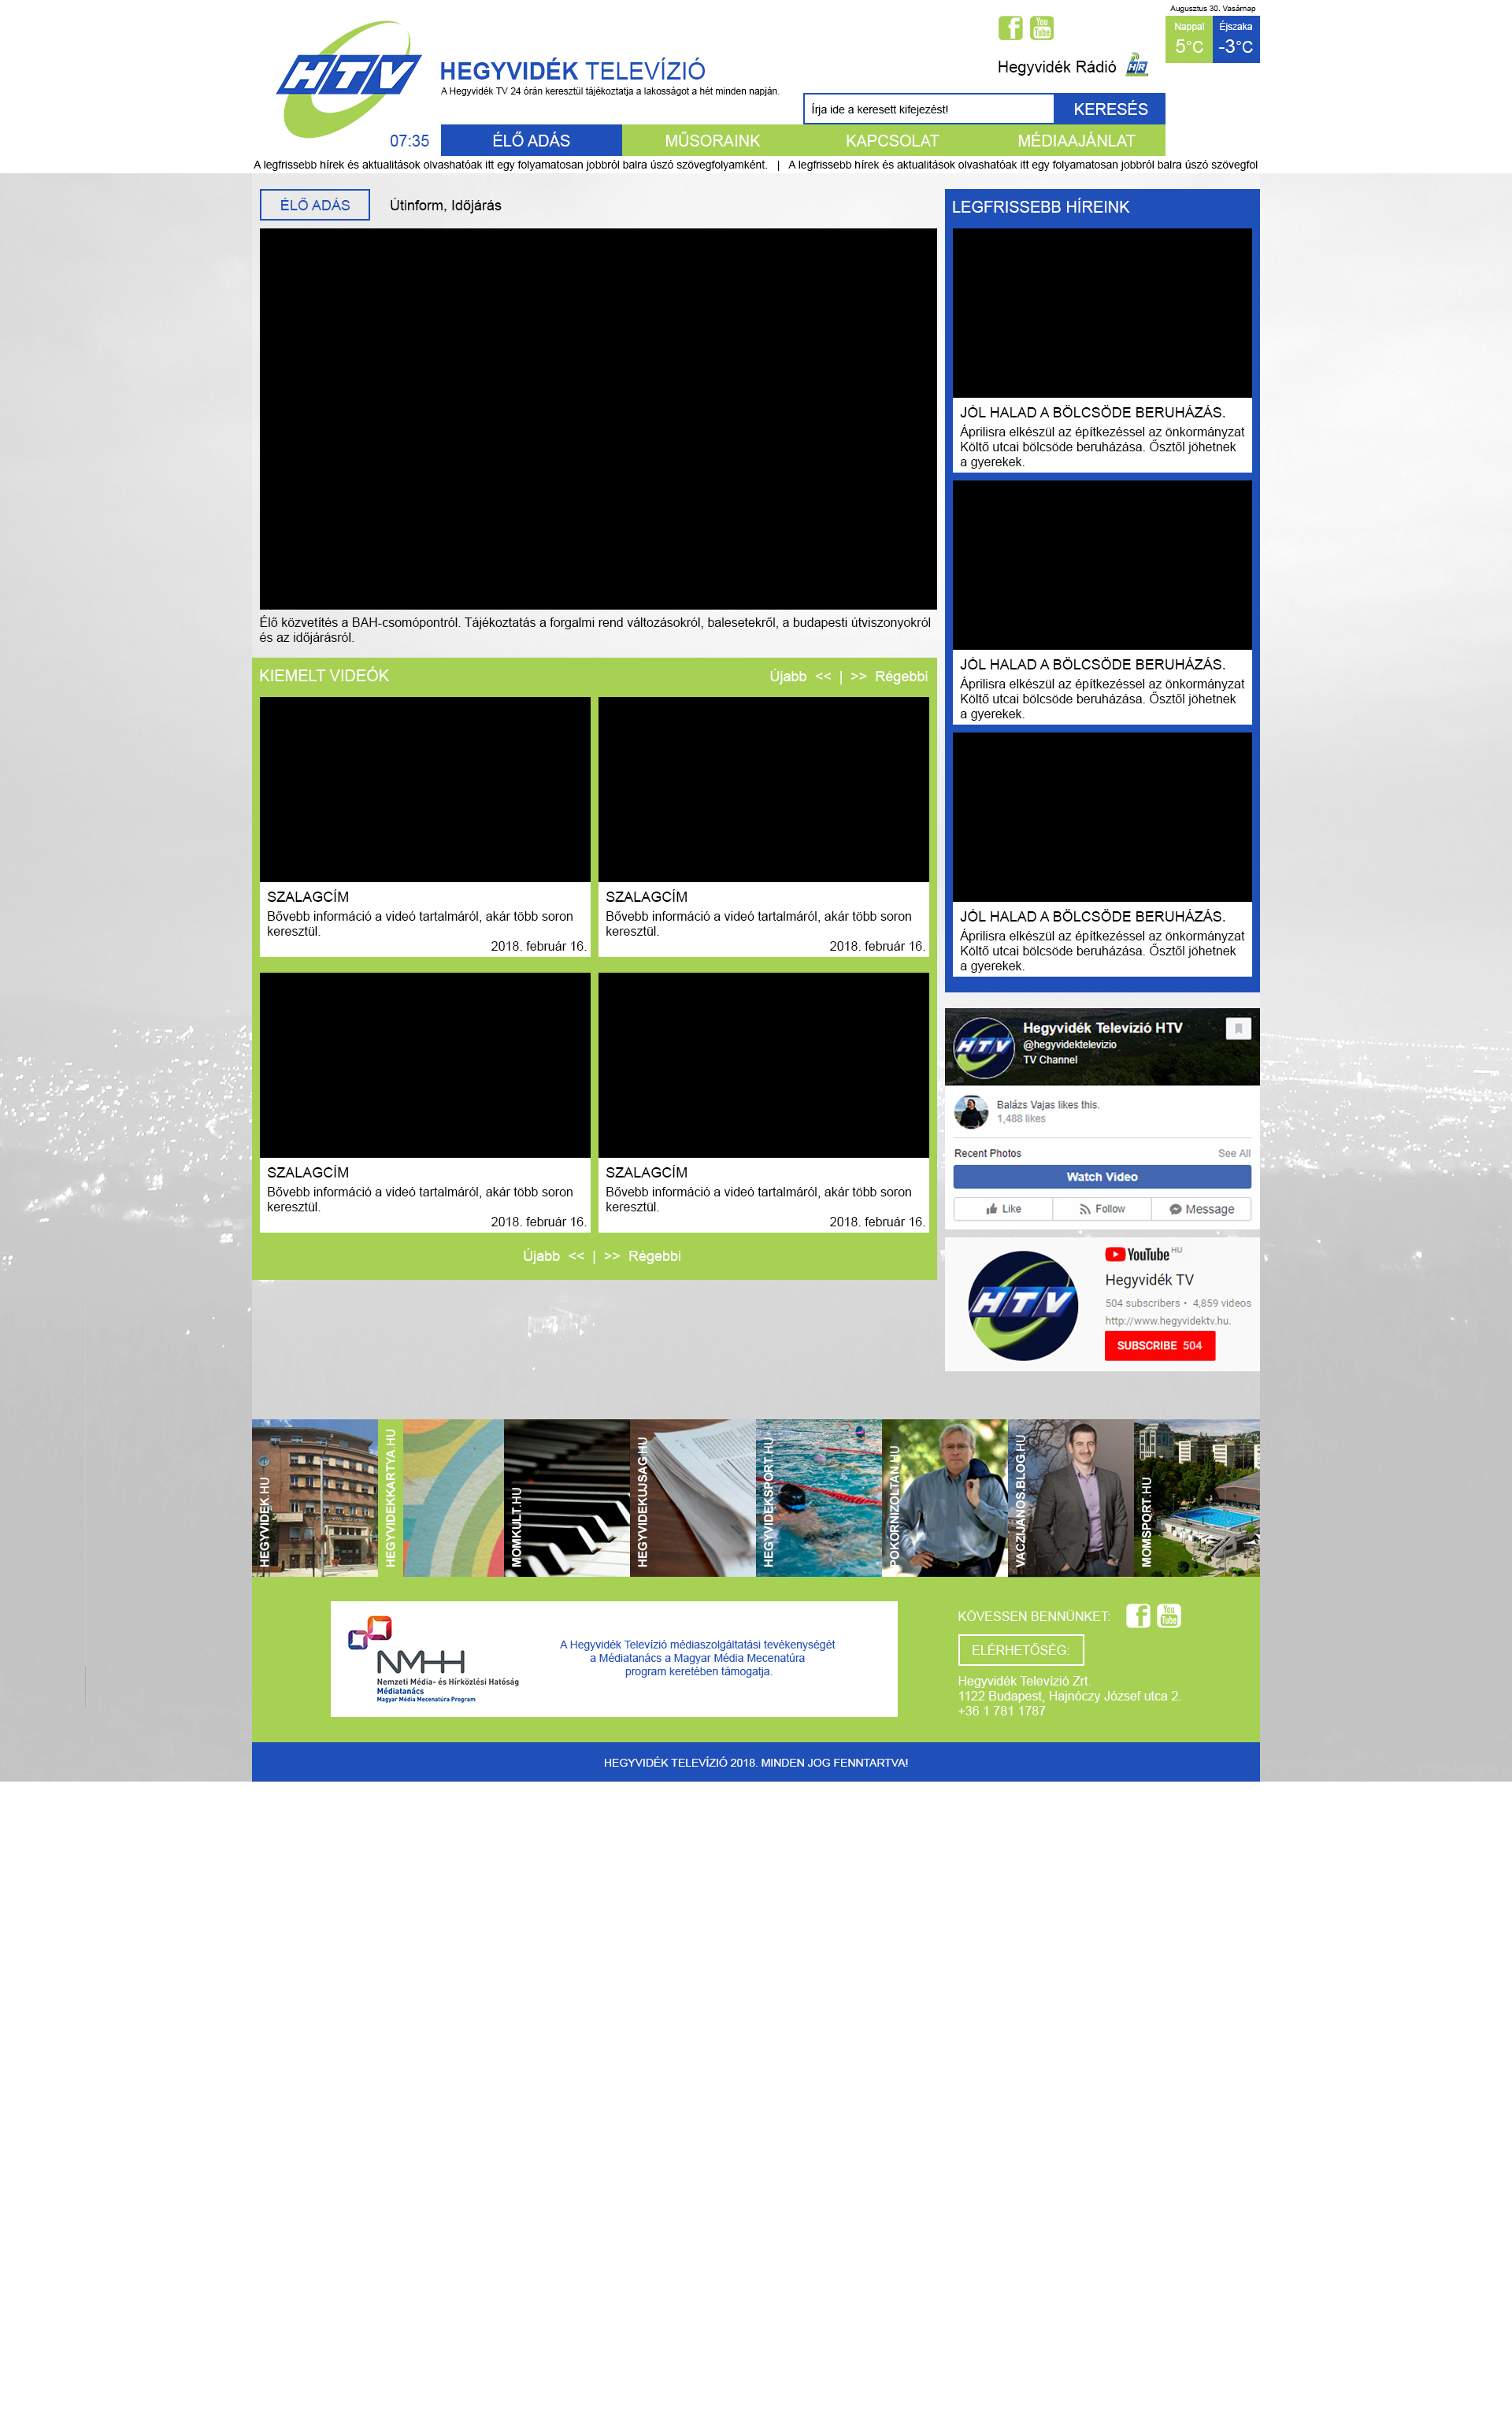 Augusztus 30. Vasárnap
Nappal
5°C
Éjszaka
-3°C
You
Tube
HTV
HEGYVIDÉK TELEVÍZIÓ
A Hegyvidék TV 24 órán keresztül tájékoztatja a lakosságot a hét minden napján.
Hegyvidék Rádió
HR
Írja ide a keresett kifejezést!
KERESÉS
07:35
ÉLŐ ADÁS
MŰSORAINK
KAPCSOLAT
MÉDIAAJÁNLAT
A legfrissebb hírek és aktualitások olvashatóak itt egy folyamatosan jobbról balra úszó szövegfolyamként. | A legfrissebb hírek és aktualitások olvashatóak itt egy folyamatosan jobbról balra úszó szövegfol
ÉLŐ ADÁS
Útinform, Időjárás
Élő közvetítés a BAH-csomópontról. Tájékoztatás a forgalmi rend változásokról, balesetekről, a budapesti útviszonyokról
és az időjárásról.
KIEMELT VIDEÓK
Újabb << | >> Régebbi
SZALAGCÍM
Bővebb információ a videó tartalmáról, akár több soron
keresztül.
2018. február 16.
SZALAGCÍM
Bővebb információ a videó tartalmáról, akár több soron
keresztül.
2018. február 16.
SZALAGCÍM
Bővebb információ a videó tartalmáról, akár több soron
keresztül.
2018. február 16.
SZALAGCÍM
Bővebb információ a videó tartalmáról, akár több soron
keresztül.
2018. február 16.
Újabb << | >> Régebbi
LEGFRISSEBB HÍREINK
JÓL HALAD A BÖLCSÖDE BERUHÁZÁS.
Áprilisra elkészül az építkezéssel az önkormányzat
Költő utcai bölcsöde beruházása. Ősztől jöhetnek
a gyerekek.
JÓL HALAD A BÖLCSÖDE BERUHÁZÁS.
Áprilisra elkészül az építkezéssel az önkormányzat
Költő utcai bölcsöde beruházása. Ősztől jöhetnek
a gyerekek.
JÓL HALAD A BÖLCSÖDE BERUHÁZÁS.
Áprilisra elkészül az építkezéssel az önkormányzat
Költő utcai bölcsöde beruházása. Ősztől jöhetnek
a gyerekek.
HTV
Hegyvidék Televízió HTV
@hegyvidektelevizio
TV Channel
Balázs Vajas likes this.
1,488 likes
Recent Photos
See All
Watch Video
Like
Follow
Message
HTV
YouTube HU
Hegyvidék TV
504 subscribers • 4,859 videos
http://www.hegyvidektv.hu.
SUBSCRIBE 504
HEGYVIDEK.HU
HEGYVIDEKKARTYA.HU
MOMKULT.HU
HEGYVIDEKUJSAG.HU
HEGYVIDEKSPORT.HU
POKORNIZOLTAN.HU
VACZIJANOS.BLOG.HU
MOMSPORT.HU
NMHH
Nemzeti Média- és Hírközlési Hatóság
Médiatanács
Magyar Média Mecenatúra Program
A Hegyvidék Televízió médiaszolgáltatási tevékenységét
a Médiatanács a Magyar Média Mecenatúra
program keretében támogatja.
KÖVESSEN BENNÜNKET:
You
Tube
ELÉRHETŐSÉG:
Hegyvidék Televízió Zrt.
1122 Budapest, Hajnóczy József utca 2.
+36 1 781 1787
HEGYVIDÉK TELEVÍZIÓ 2018. MINDEN JOG FENNTARTVA!